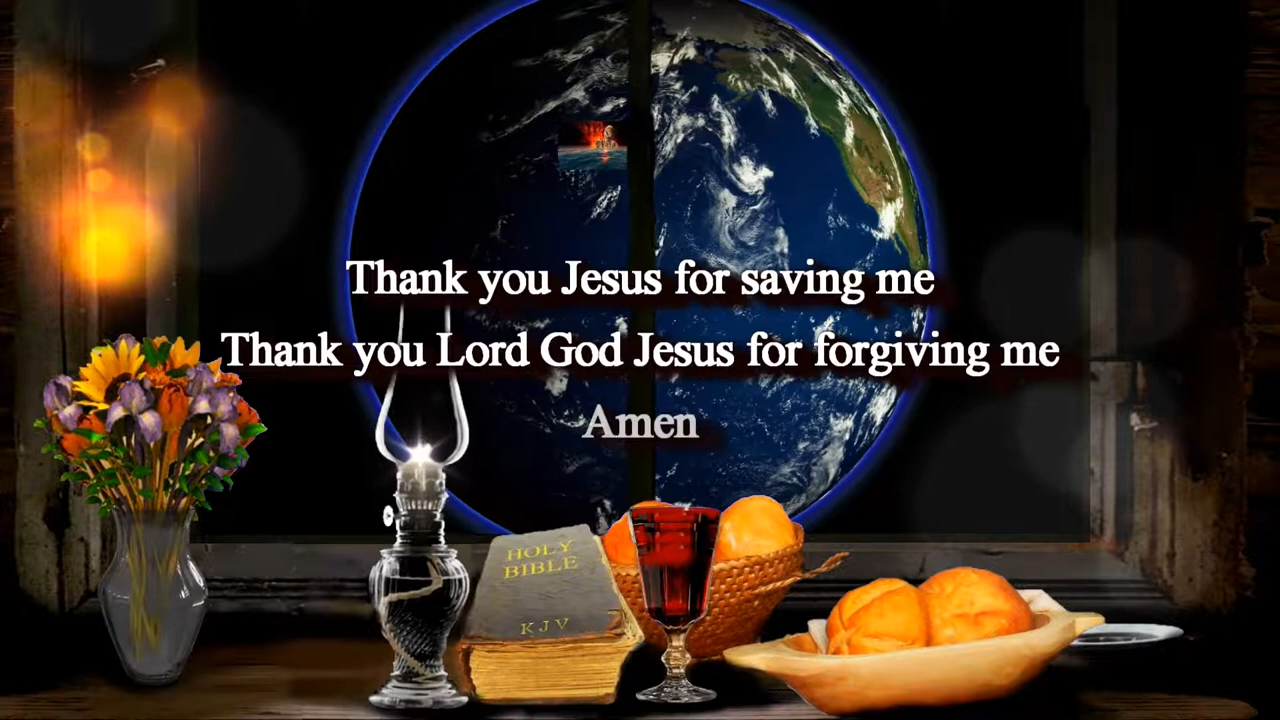 Thank you Jesus for saving me
Thank you Lord God Jesus for forgiving me
Amen
HOLY
BIBLE
KJV